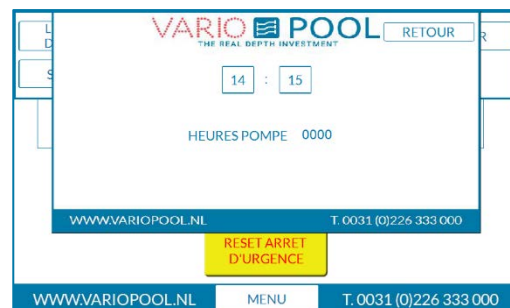 L
D
S
R
VARIO POOL
THE REAL DEPTH INVESTMENT
RETOUR
14 : 15
HEURES POMPE 0000
WWW.VARIOPOOL.NL T. 0031 (0)226 333 000
RESET ARRET
D'URGENCE
WWW.VARIOPOOL.NL MENU T. 0031 (0)226 333 000